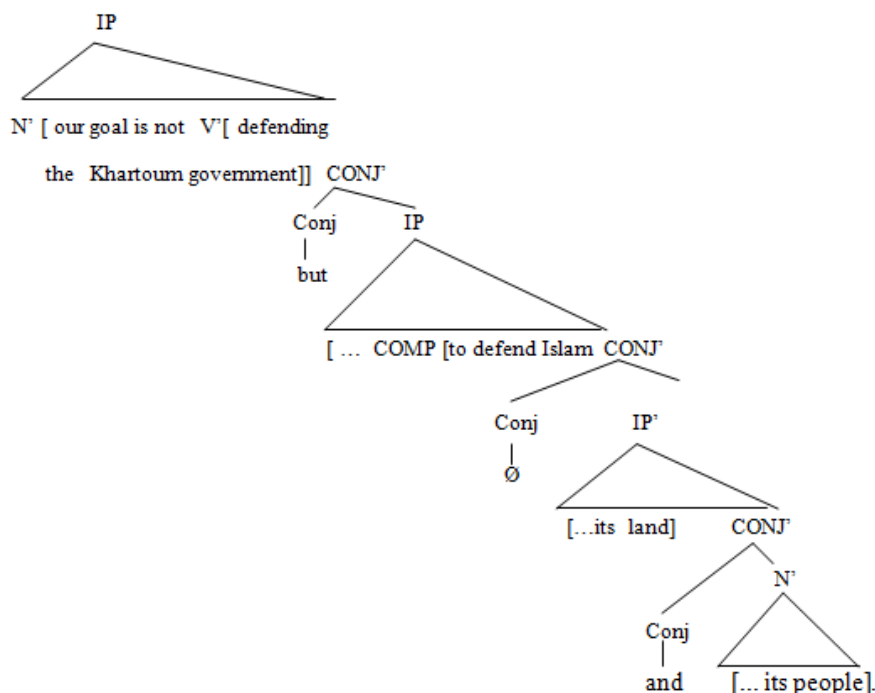 IP
N’ [ our goal is not V’[ defending
the Khartoum government]] CONJ’
Conj IP
but
[ … COMP [to defend Islam CONJ’
Conj IP’
Ø
[…its land] CONJ’
N’
Conj
and [… its people].